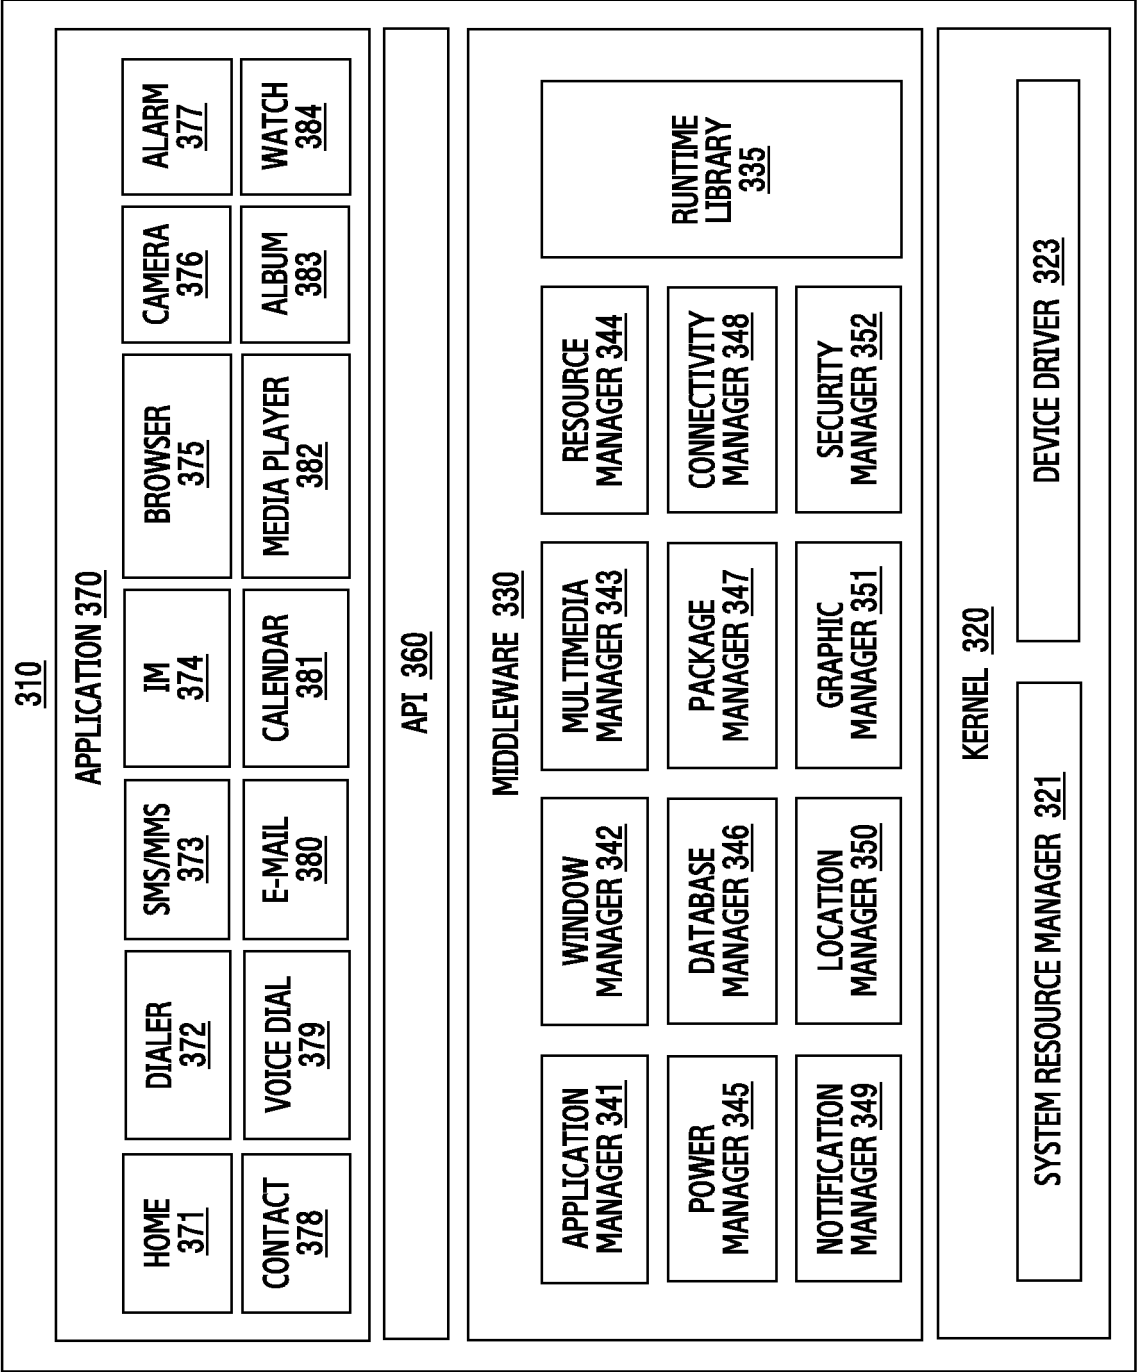 310
APPLICATION 370
HOME
371
DIALER
372
SMS/MMS
373
IM
374
BROWSER
375
CAMERA
376
ALARM
377
CONTACT
378
VOICE DIAL
379
E-MAIL
380
CALENDAR
381
MEDIA PLAYER
382
ALBUM
383
WATCH
384
API 360
MIDDLEWARE 330
APPLICATION
MANAGER 341
WINDOW
MANAGER 342
MULTIMEDIA
MANAGER 343
RESOURCE
MANAGER 344
POWER
MANAGER 345
DATABASE
MANAGER 346
PACKAGE
MANAGER 347
CONNECTIVITY
MANAGER 348
NOTIFICATION
MANAGER 349
LOCATION
MANAGER 350
GRAPHIC
MANAGER 351
SECURITY
MANAGER 352
RUNTIME
LIBRARY
335
KERNEL 320
SYSTEM RESOURCE MANAGER 321
DEVICE DRIVER 323